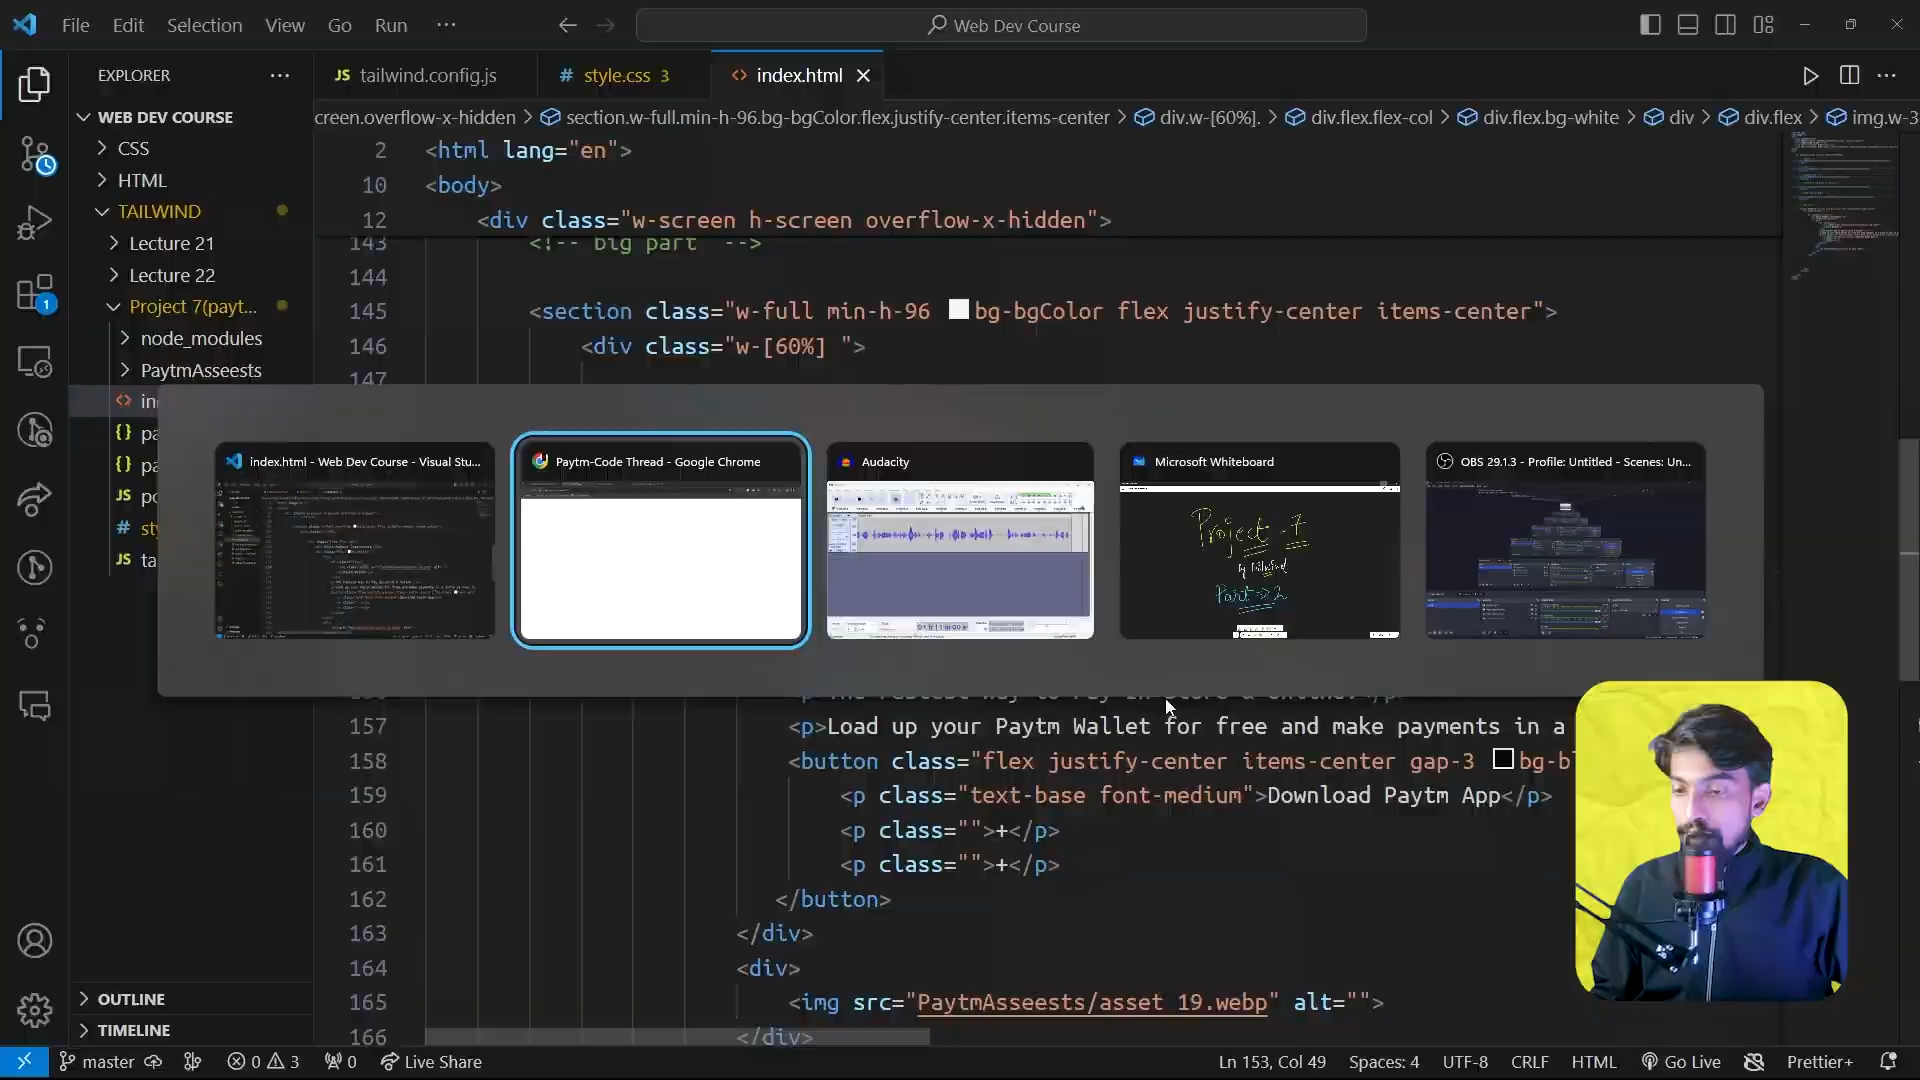 File Edit Selection View Go Run ···
Web Dev Course
EXPLORER
JS tailwind.config.js
# style.css 3
<> index.html
WEB DEV COURSE
CSS
HTML
TAILWIND
Lecture 21
Lecture 22
Project 7(payt...
node_modules
PaytmAsseests
<> in
{} pa
{} pa
JS po
# sty
JS ta
creen.overflow-x-hidden > section.w-full.min-h-96.bg-bgColor.flex.justify-center.items-center > div.w-[60%]. > div.flex.flex-col > div.flex.bg-white > div > div.flex > img.w-3
2 <html lang="en">
10 <body>
12 <div class="w-screen h-screen overflow-x-hidden">
143 <!-- big part -->
144
145 <section class="w-full min-h-96 bg-bgColor flex justify-center items-center">
146 <div class="w-[60%] ">
147
index.html - Web Dev Course - Visual Stu...
Paytm-Code Thread - Google Chrome
Audacity
Microsoft Whiteboard
OBS 29.1.3 - Profile: Untitled - Scenes: Un...
Project - 7
by Tailwind
Part => 2
157 <p>Load up your Paytm Wallet for free and make payments in a
158 <button class="flex justify-center items-center gap-3 bg-bl
159 <p class="text-base font-medium">Download Paytm App</p>
160 <p class="">+</p>
161 <p class="">+</p>
162 </button>
163 </div>
164 <div>
165 <img src="PaytmAsseests/asset 19.webp" alt="">
166 </div>
OUTLINE
TIMELINE
1
master 0 3 0 Live Share
Ln 153, Col 49 Spaces: 4 UTF-8 CRLF HTML Go Live Prettier+